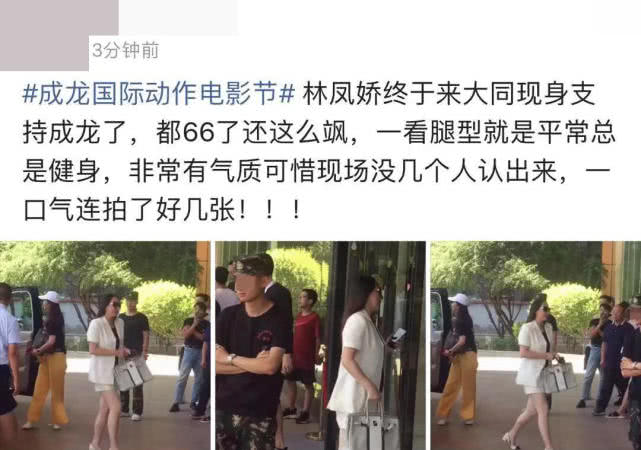 3分钟前
#成龙国际动作电影节# 林凤娇终于来大同现身支
持成龙了，都66了还这么飒，一看腿型就是平常总
是健身，非常有气质可惜现场没几个人认出来，一
口气连拍了好几张！！！